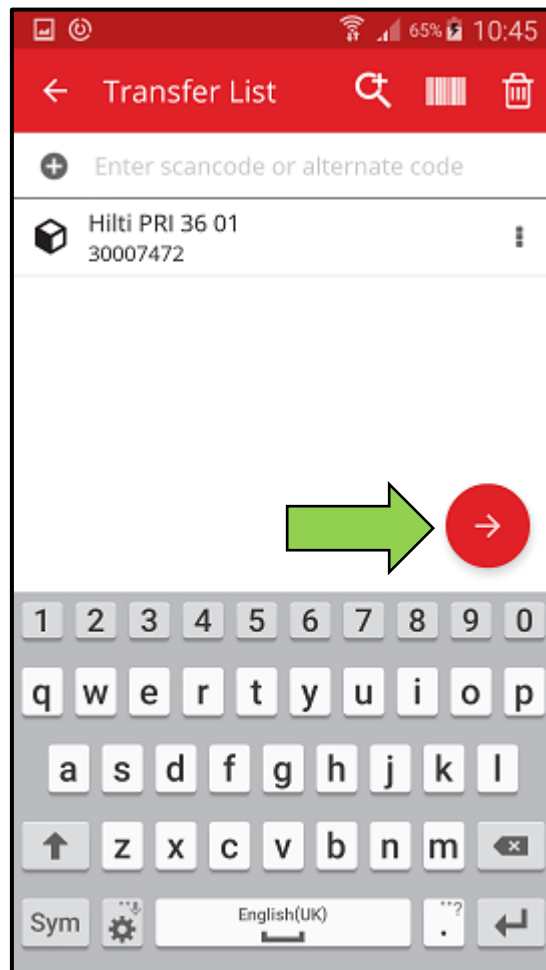 65% 10:45
Transfer List
Enter scancode or alternate code
Hilti PRI 36 01
30007472
1 2 3 4 5 6 7 8 9 0
q w e r t y u i o p
a s d f g h j k l
z x c v b n m
Sym English(UK) . ?